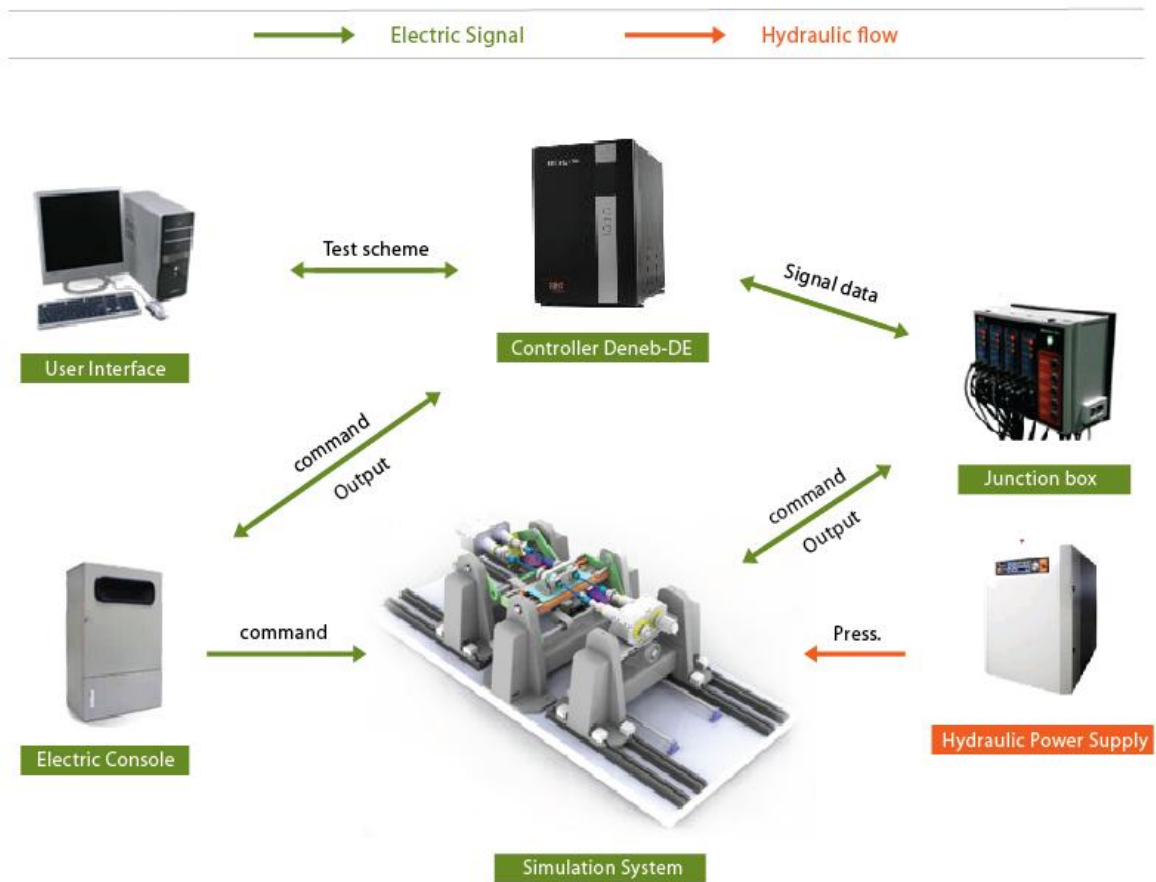 Electric Signal
Hydraulic flow
Test scheme
Signal data
User Interface
Controller Deneb-DE
command
Output
Junction box
command
Output
command
Press.
Electric Console
Hydraulic Power Supply
Simulation System